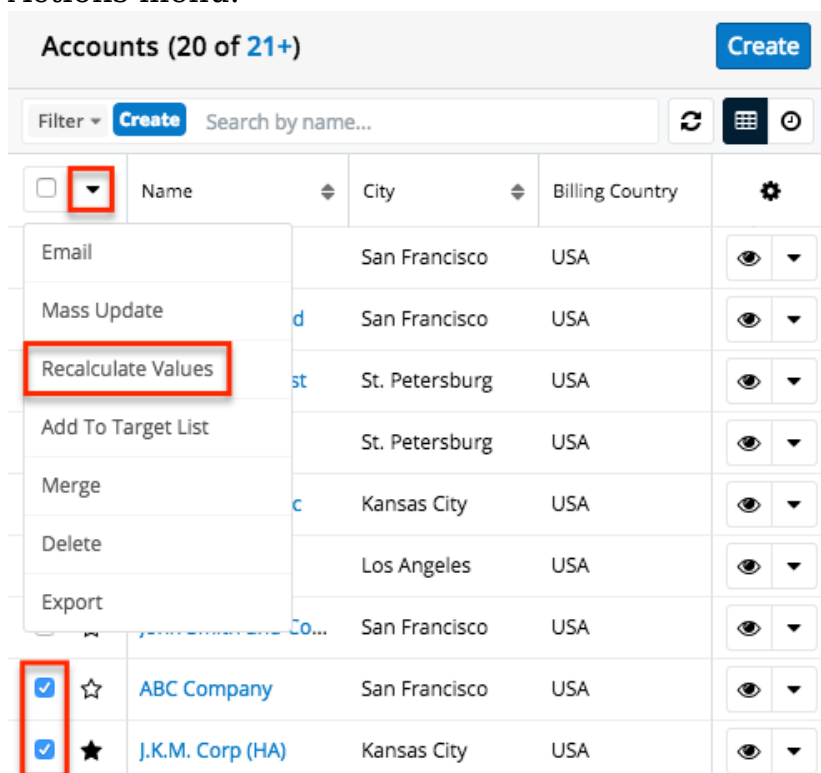 Actions menu.
Accounts (20 of 21+) Create
Filter Create Search by name...
Name City Billing Country
Email San Francisco USA
Mass Update d San Francisco USA
Recalculate Values st St. Petersburg USA
Add To Target List St. Petersburg USA
Merge c Kansas City USA
Delete Los Angeles USA
Export
Co... San Francisco USA
ABC Company San Francisco USA
J.K.M. Corp (HA) Kansas City USA